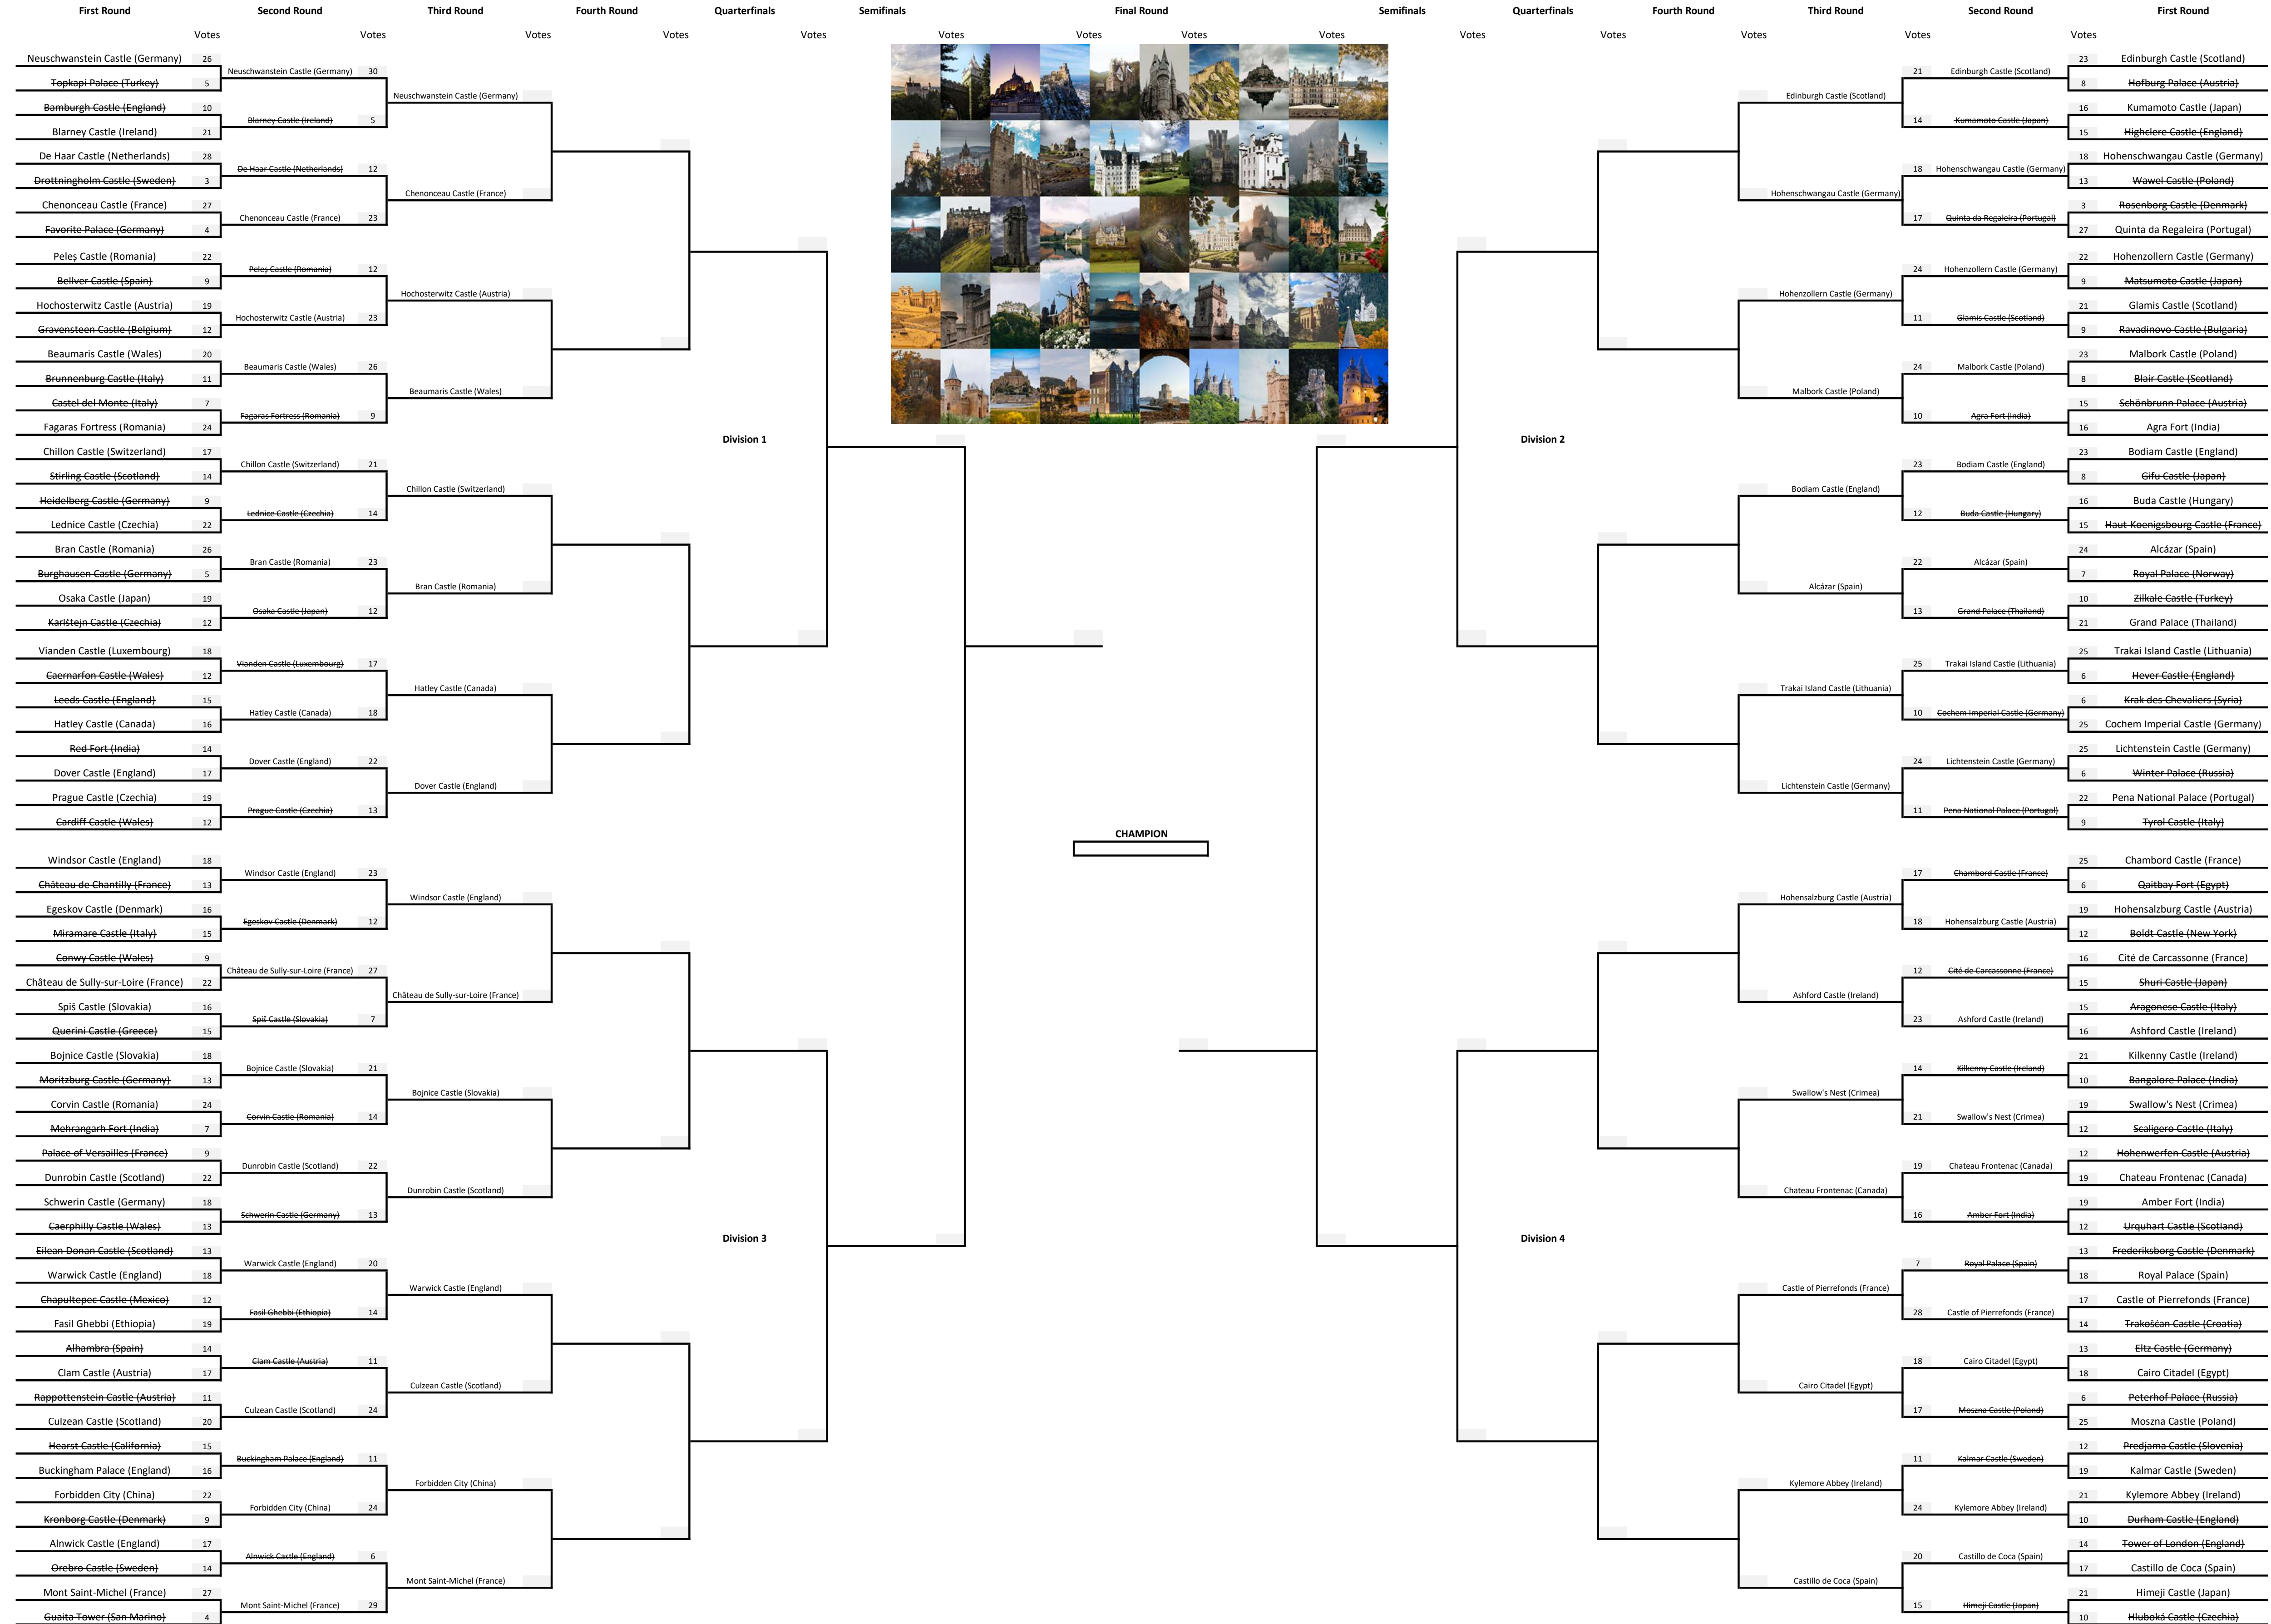 First Round Second Round Third Round Fourth Round Quarterfinals Semifinals Final Round Semifinals Quarterfinals Fourth Round Third Round Second Round First Round
Votes Votes Votes Votes Votes Votes Votes Votes Votes Votes Votes Votes Votes Votes
Neuschwanstein Castle (Germany) 26
Topkapi Palace (Turkey) 5
Bamburgh Castle (England) 10
Blarney Castle (Ireland) 21
De Haar Castle (Netherlands) 28
Drottningholm Castle (Sweden) 3
Chenonceau Castle (France) 27
Favorite Palace (Germany) 4
Peleș Castle (Romania) 22
Bellver Castle (Spain) 9
Hochosterwitz Castle (Austria) 19
Gravensteen Castle (Belgium) 12
Beaumaris Castle (Wales) 20
Brunnenburg Castle (Italy) 11
Castel del Monte (Italy) 7
Fagaras Fortress (Romania) 24
Chillon Castle (Switzerland) 17
Stirling Castle (Scotland) 14
Heidelberg Castle (Germany) 9
Lednice Castle (Czechia) 22
Bran Castle (Romania) 26
Burghausen Castle (Germany) 5
Osaka Castle (Japan) 19
Karlštejn Castle (Czechia) 12
Vianden Castle (Luxembourg) 18
Caernarfon Castle (Wales) 12
Leeds Castle (England) 15
Hatley Castle (Canada) 16
Red Fort (India) 14
Dover Castle (England) 17
Prague Castle (Czechia) 19
Cardiff Castle (Wales) 12
Windsor Castle (England) 18
Château de Chantilly (France) 13
Egeskov Castle (Denmark) 16
Miramare Castle (Italy) 15
Conwy Castle (Wales) 9
Château de Sully-sur-Loire (France) 22
Spiš Castle (Slovakia) 16
Querini Castle (Greece) 15
Bojnice Castle (Slovakia) 18
Moritzburg Castle (Germany) 13
Corvin Castle (Romania) 24
Mehrangarh Fort (India) 7
Palace of Versailles (France) 9
Dunrobin Castle (Scotland) 22
Schwerin Castle (Germany) 18
Caerphilly Castle (Wales) 13
Eilean Donan Castle (Scotland) 13
Warwick Castle (England) 18
Chapultepec Castle (Mexico) 12
Fasil Ghebbi (Ethiopia) 19
Alhambra (Spain) 14
Clam Castle (Austria) 17
Rappottenstein Castle (Austria) 11
Culzean Castle (Scotland) 20
Hearst Castle (California) 15
Buckingham Palace (England) 16
Forbidden City (China) 22
Kronborg Castle (Denmark) 9
Alnwick Castle (England) 17
Orebro Castle (Sweden) 14
Mont Saint-Michel (France) 27
Guaita Tower (San Marino) 4
Neuschwanstein Castle (Germany) 30
Blarney Castle (Ireland) 5
De Haar Castle (Netherlands) 12
Chenonceau Castle (France) 23
Peleș Castle (Romania) 12
Hochosterwitz Castle (Austria) 23
Beaumaris Castle (Wales) 26
Fagaras Fortress (Romania) 9
Chillon Castle (Switzerland) 21
Lednice Castle (Czechia) 14
Bran Castle (Romania) 23
Osaka Castle (Japan) 12
Vianden Castle (Luxembourg) 17
Hatley Castle (Canada) 18
Dover Castle (England) 22
Prague Castle (Czechia) 13
Windsor Castle (England) 23
Egeskov Castle (Denmark) 12
Château de Sully-sur-Loire (France) 27
Spiš Castle (Slovakia) 7
Bojnice Castle (Slovakia) 21
Corvin Castle (Romania) 14
Dunrobin Castle (Scotland) 22
Schwerin Castle (Germany) 13
Warwick Castle (England) 20
Fasil Ghebbi (Ethiopia) 14
Clam Castle (Austria) 11
Culzean Castle (Scotland) 24
Buckingham Palace (England) 11
Forbidden City (China) 24
Alnwick Castle (England) 6
Mont Saint-Michel (France) 29
Neuschwanstein Castle (Germany)
Chenonceau Castle (France)
Hochosterwitz Castle (Austria)
Beaumaris Castle (Wales)
Chillon Castle (Switzerland)
Bran Castle (Romania)
Hatley Castle (Canada)
Dover Castle (England)
Windsor Castle (England)
Château de Sully-sur-Loire (France)
Bojnice Castle (Slovakia)
Dunrobin Castle (Scotland)
Warwick Castle (England)
Culzean Castle (Scotland)
Forbidden City (China)
Mont Saint-Michel (France)
Division 1
Division 3
CHAMPION
Division 2
Division 4
Edinburgh Castle (Scotland)
Hohenschwangau Castle (Germany)
Hohenzollern Castle (Germany)
Malbork Castle (Poland)
Bodiam Castle (England)
Alcázar (Spain)
Trakai Island Castle (Lithuania)
Lichtenstein Castle (Germany)
Hohensalzburg Castle (Austria)
Ashford Castle (Ireland)
Swallow's Nest (Crimea)
Chateau Frontenac (Canada)
Castle of Pierrefonds (France)
Cairo Citadel (Egypt)
Kylemore Abbey (Ireland)
Castillo de Coca (Spain)
21 Edinburgh Castle (Scotland)
14 Kumamoto Castle (Japan)
18 Hohenschwangau Castle (Germany)
17 Quinta da Regaleira (Portugal)
24 Hohenzollern Castle (Germany)
11 Glamis Castle (Scotland)
24 Malbork Castle (Poland)
10 Agra Fort (India)
23 Bodiam Castle (England)
12 Buda Castle (Hungary)
22 Alcázar (Spain)
13 Grand Palace (Thailand)
25 Trakai Island Castle (Lithuania)
10 Cochem Imperial Castle (Germany)
24 Lichtenstein Castle (Germany)
11 Pena National Palace (Portugal)
17 Chambord Castle (France)
18 Hohensalzburg Castle (Austria)
12 Cité de Carcassonne (France)
23 Ashford Castle (Ireland)
14 Kilkenny Castle (Ireland)
21 Swallow's Nest (Crimea)
19 Chateau Frontenac (Canada)
16 Amber Fort (India)
7 Royal Palace (Spain)
28 Castle of Pierrefonds (France)
18 Cairo Citadel (Egypt)
17 Moszna Castle (Poland)
11 Kalmar Castle (Sweden)
24 Kylemore Abbey (Ireland)
20 Castillo de Coca (Spain)
15 Himeji Castle (Japan)
23 Edinburgh Castle (Scotland)
8 Hofburg Palace (Austria)
16 Kumamoto Castle (Japan)
15 Highclere Castle (England)
18 Hohenschwangau Castle (Germany)
13 Wawel Castle (Poland)
3 Rosenborg Castle (Denmark)
27 Quinta da Regaleira (Portugal)
22 Hohenzollern Castle (Germany)
9 Matsumoto Castle (Japan)
21 Glamis Castle (Scotland)
9 Ravadinovo Castle (Bulgaria)
23 Malbork Castle (Poland)
8 Blair Castle (Scotland)
15 Schönbrunn Palace (Austria)
16 Agra Fort (India)
23 Bodiam Castle (England)
8 Gifu Castle (Japan)
16 Buda Castle (Hungary)
15 Haut-Koenigsbourg Castle (France)
24 Alcázar (Spain)
7 Royal Palace (Norway)
10 Zilkale Castle (Turkey)
21 Grand Palace (Thailand)
25 Trakai Island Castle (Lithuania)
6 Hever Castle (England)
6 Krak des Chevaliers (Syria)
25 Cochem Imperial Castle (Germany)
25 Lichtenstein Castle (Germany)
6 Winter Palace (Russia)
22 Pena National Palace (Portugal)
9 Tyrol Castle (Italy)
25 Chambord Castle (France)
6 Qaitbay Fort (Egypt)
19 Hohensalzburg Castle (Austria)
12 Boldt Castle (New York)
16 Cité de Carcassonne (France)
15 Shuri Castle (Japan)
15 Aragonese Castle (Italy)
16 Ashford Castle (Ireland)
21 Kilkenny Castle (Ireland)
10 Bangalore Palace (India)
19 Swallow's Nest (Crimea)
12 Scaligero Castle (Italy)
12 Hohenwerfen Castle (Austria)
19 Chateau Frontenac (Canada)
19 Amber Fort (India)
12 Urquhart Castle (Scotland)
13 Frederiksborg Castle (Denmark)
18 Royal Palace (Spain)
17 Castle of Pierrefonds (France)
14 Trakošćan Castle (Croatia)
13 Eltz Castle (Germany)
18 Cairo Citadel (Egypt)
6 Peterhof Palace (Russia)
25 Moszna Castle (Poland)
12 Predjama Castle (Slovenia)
19 Kalmar Castle (Sweden)
21 Kylemore Abbey (Ireland)
10 Durham Castle (England)
14 Tower of London (England)
17 Castillo de Coca (Spain)
21 Himeji Castle (Japan)
10 Hluboká Castle (Czechia)